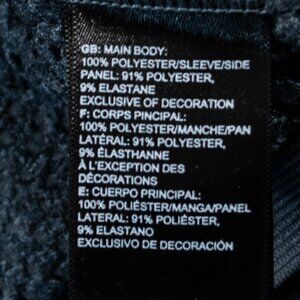 GB: MAIN BODY:
100% POLYESTER/SLEEVE/SIDE
PANEL: 91% POLYESTER,
9% ELASTANE
EXCLUSIVE OF DECORATION
F: CORPS PINCIPAL:
100% POLYESTER/MANCHE/PAN
LATÉRAL: 91% POLYESTER,
9% ÉLASTHANNE
À L'EXCEPTION DES
DÉCORATIONS
E: CUERPO PRINCIPAL:
100% POLIÉSTER/MANGA/PANEL
LATERAL: 91% POLIÉSTER,
9% ELASTANO
EXCLUSIVO DE DECORACIÓN